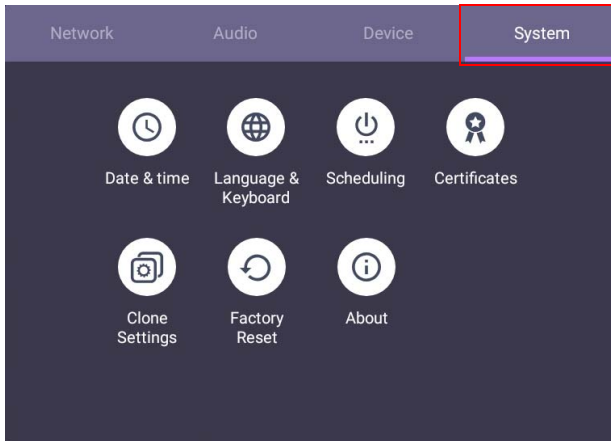 Network Audio Device System
Date & time Language & Scheduling Certificates
Keyboard
Clone Factory About
Settings Reset